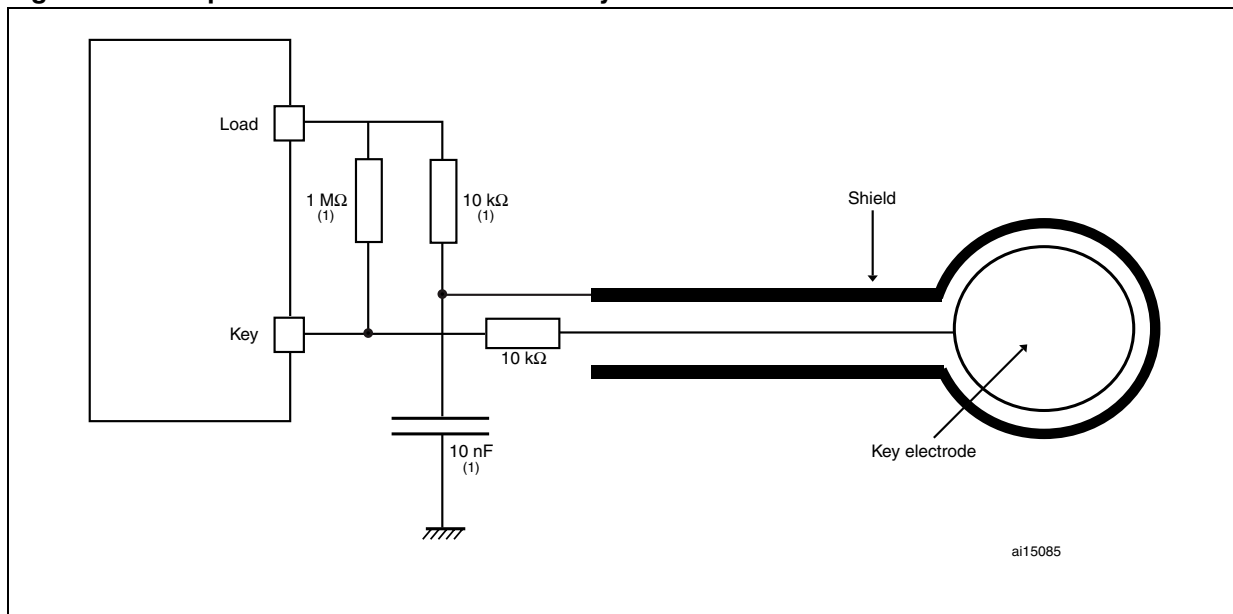 Load
1 MΩ
(1)
10 kΩ
(1)
Shield
Key
10 kΩ
10 nF
(1)
Key electrode
ai15085